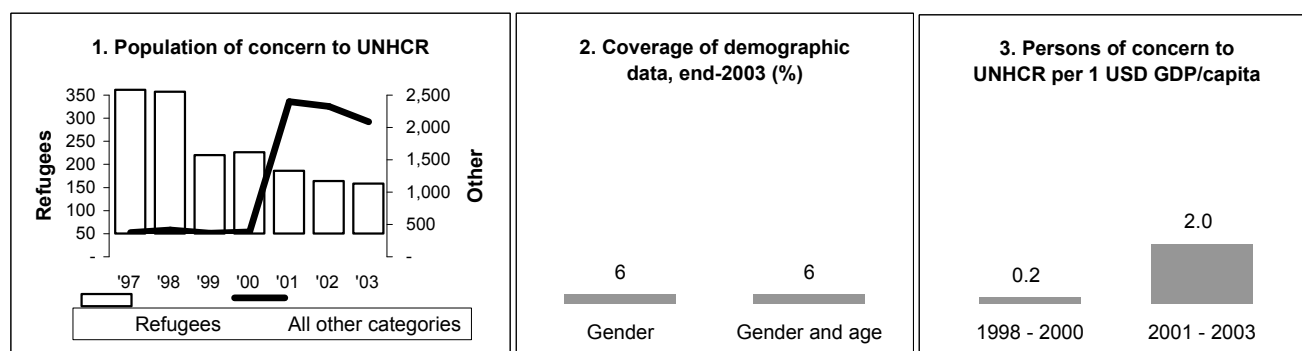 1. Population of concern to UNHCR
Refugees
350
300
250
200
150
100
50
-
2,500
2,000
1,500
1,000
500
-
Other
'97 '98 '99 '00 '01 '02 '03
Refugees All other categories
2. Coverage of demographic
data, end-2003 (%)
6 6
Gender Gender and age
3. Persons of concern to
UNHCR per 1 USD GDP/capita
0.2
2.0
1998 - 2000 2001 - 2003